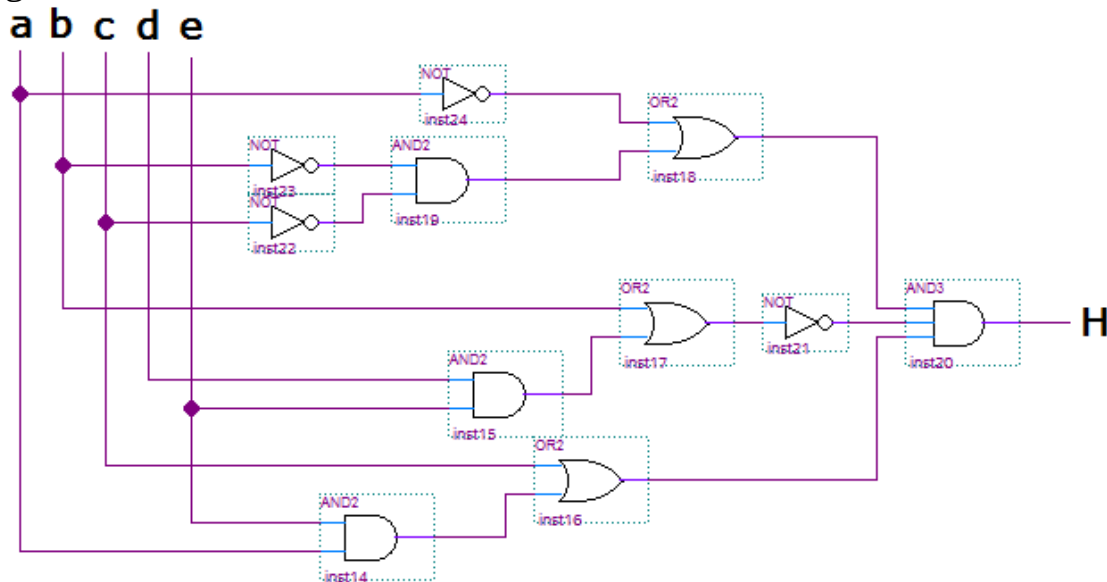 a b c d e
NOT
inst24
OR2
inst18
NOT
inst23
AND2
inst19
NOT
inst22
OR2
inst17
NOT
inst21
AND3
inst20
H
AND2
inst15
OR2
inst16
AND2
inst14